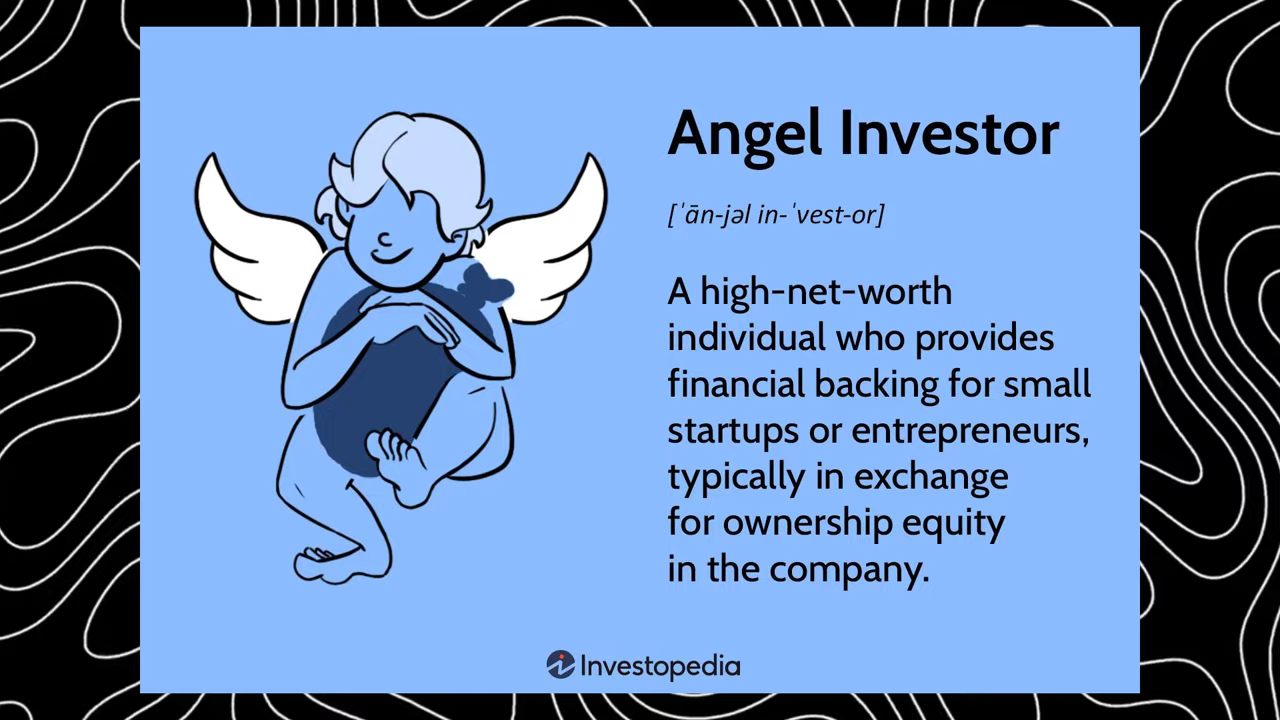 Angel Investor
[ˈān-jəl in-ˈvest-or]
A high-net-worth
individual who provides
financial backing for small
startups or entrepreneurs,
typically in exchange
for ownership equity
in the company.
Investopedia